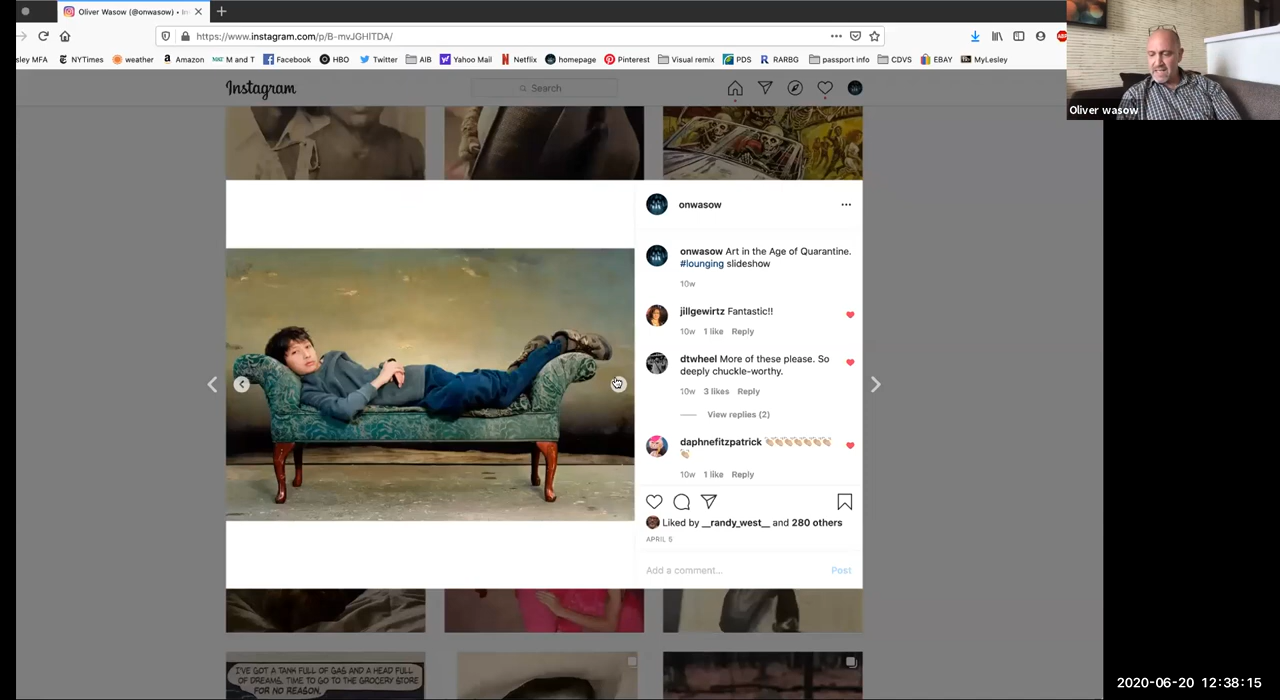 Oliver Wasow (@onwasow) • In
https://www.instagram.com/p/B-mvJGHlTDA/
sley MFA NYTimes weather Amazon M and T Facebook HBO Twitter AIB Yahoo Mail Netflix homepage Pinterest Visual remix PDS RARBG passport info CDVS EBAY MyLesley
Oliver wasow
Instagram
Search
onwasow
onwasow Art in the Age of Quarantine.
#lounging slideshow
10w
jillgewirtz Fantastic!!
10w 1 like Reply
dtwheel More of these please. So
deeply chuckle-worthy.
10w 3 likes Reply
View replies (2)
daphnefitzpatrick
10w 1 like Reply
Liked by __randy_west__ and 280 others
APRIL 5
Add a comment... Post
I'VE GOT A TANK FULL OF GAS AND A HEAD FULL
OF DREAMS. TIME TO GO TO THE GROCERY STORE
FOR NO REASON.
2020-06-20 12:38:15